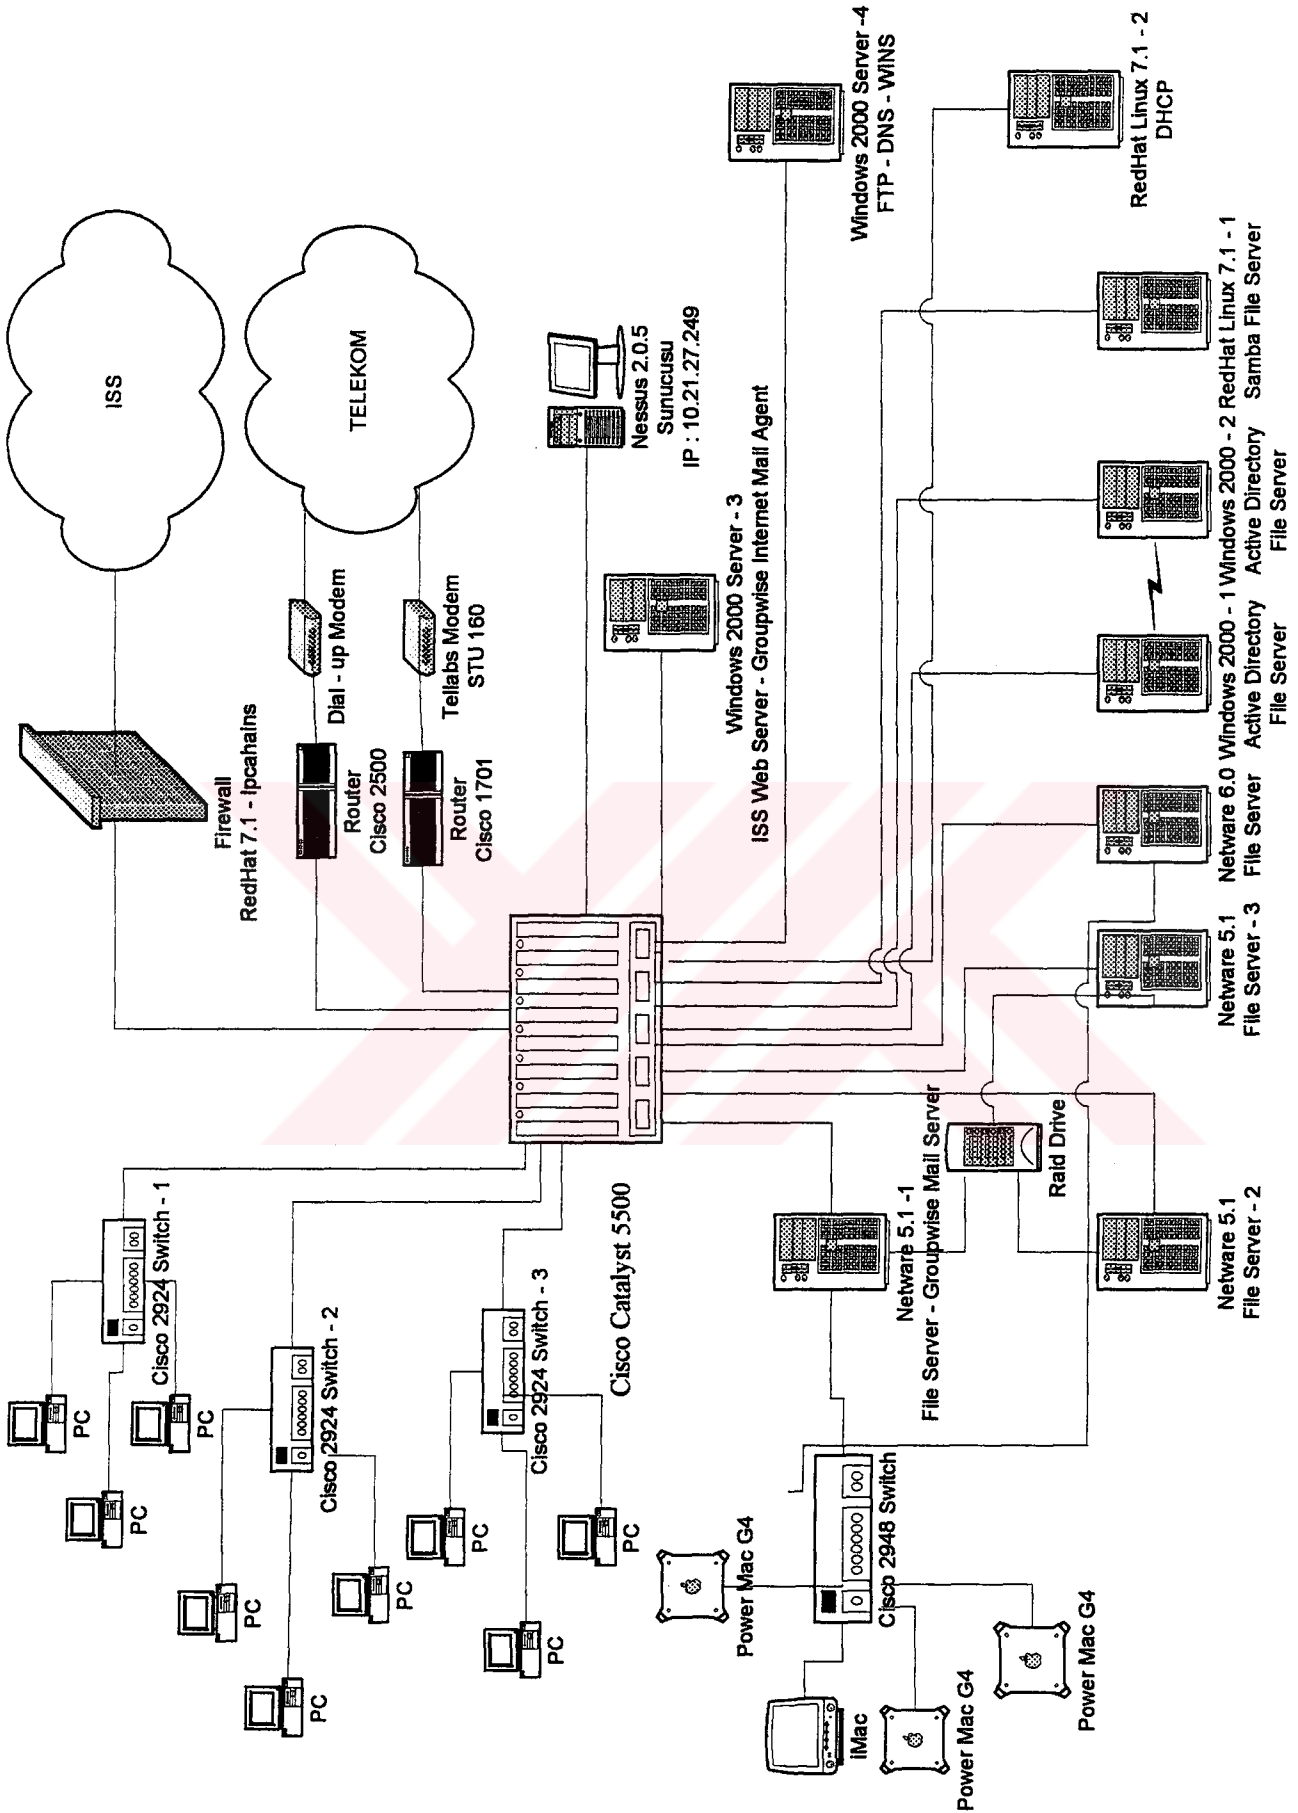 ISS
TELEKOM
Firewall
RedHat 7.1 - Ipcahains
Dial - up Modem
Router
Cisco 2500
Tellabs Modem
STU 160
Router
Cisco 1701
Nessus 2.0.5
Sunucusu
IP : 10.21.27.249
Windows 2000 Server - 3
ISS Web Server - Groupwise Internet Mail Agent
Windows 2000 Server -4
FTP - DNS - WINS
RedHat Linux 7.1 - 2
DHCP
RedHat Linux 7.1 - 1
Samba File Server
Windows 2000 - 2
Active Directory
File Server
Windows 2000 - 1
Active Directory
File Server
Netware 6.0
File Server
Netware 5.1
File Server - 3
Raid Drive
Netware 5.1
File Server - 2
Netware 5.1 -1
File Server - Groupwise Mail Server
Cisco Catalyst 5500
Cisco 2924 Switch - 1
PC
PC
PC
Cisco 2924 Switch - 2
PC
PC
PC
Cisco 2924 Switch - 3
PC
PC
PC
Cisco 2948 Switch
Power Mac G4
iMac
Power Mac G4
Power Mac G4